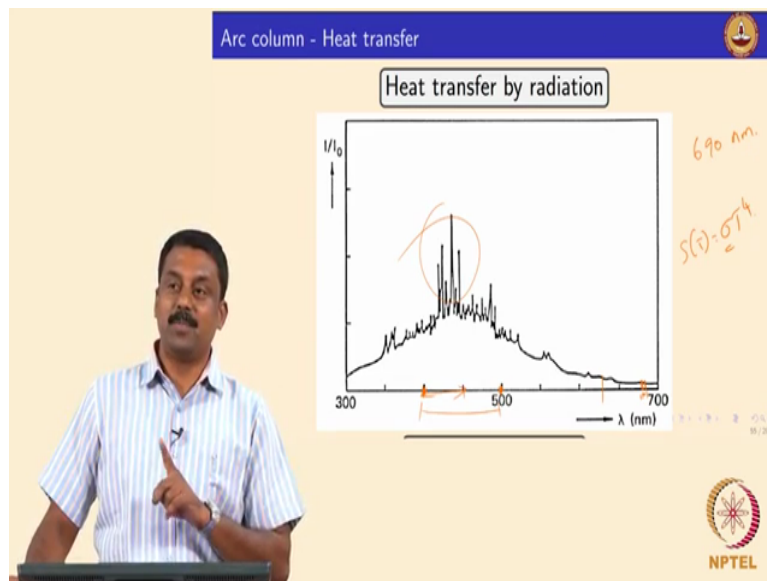 Arc column - Heat transfer
Heat transfer by radiation
I/I₀
690 nm.
S(T) = σT⁴
300
500
700
λ (nm)
NPTEL